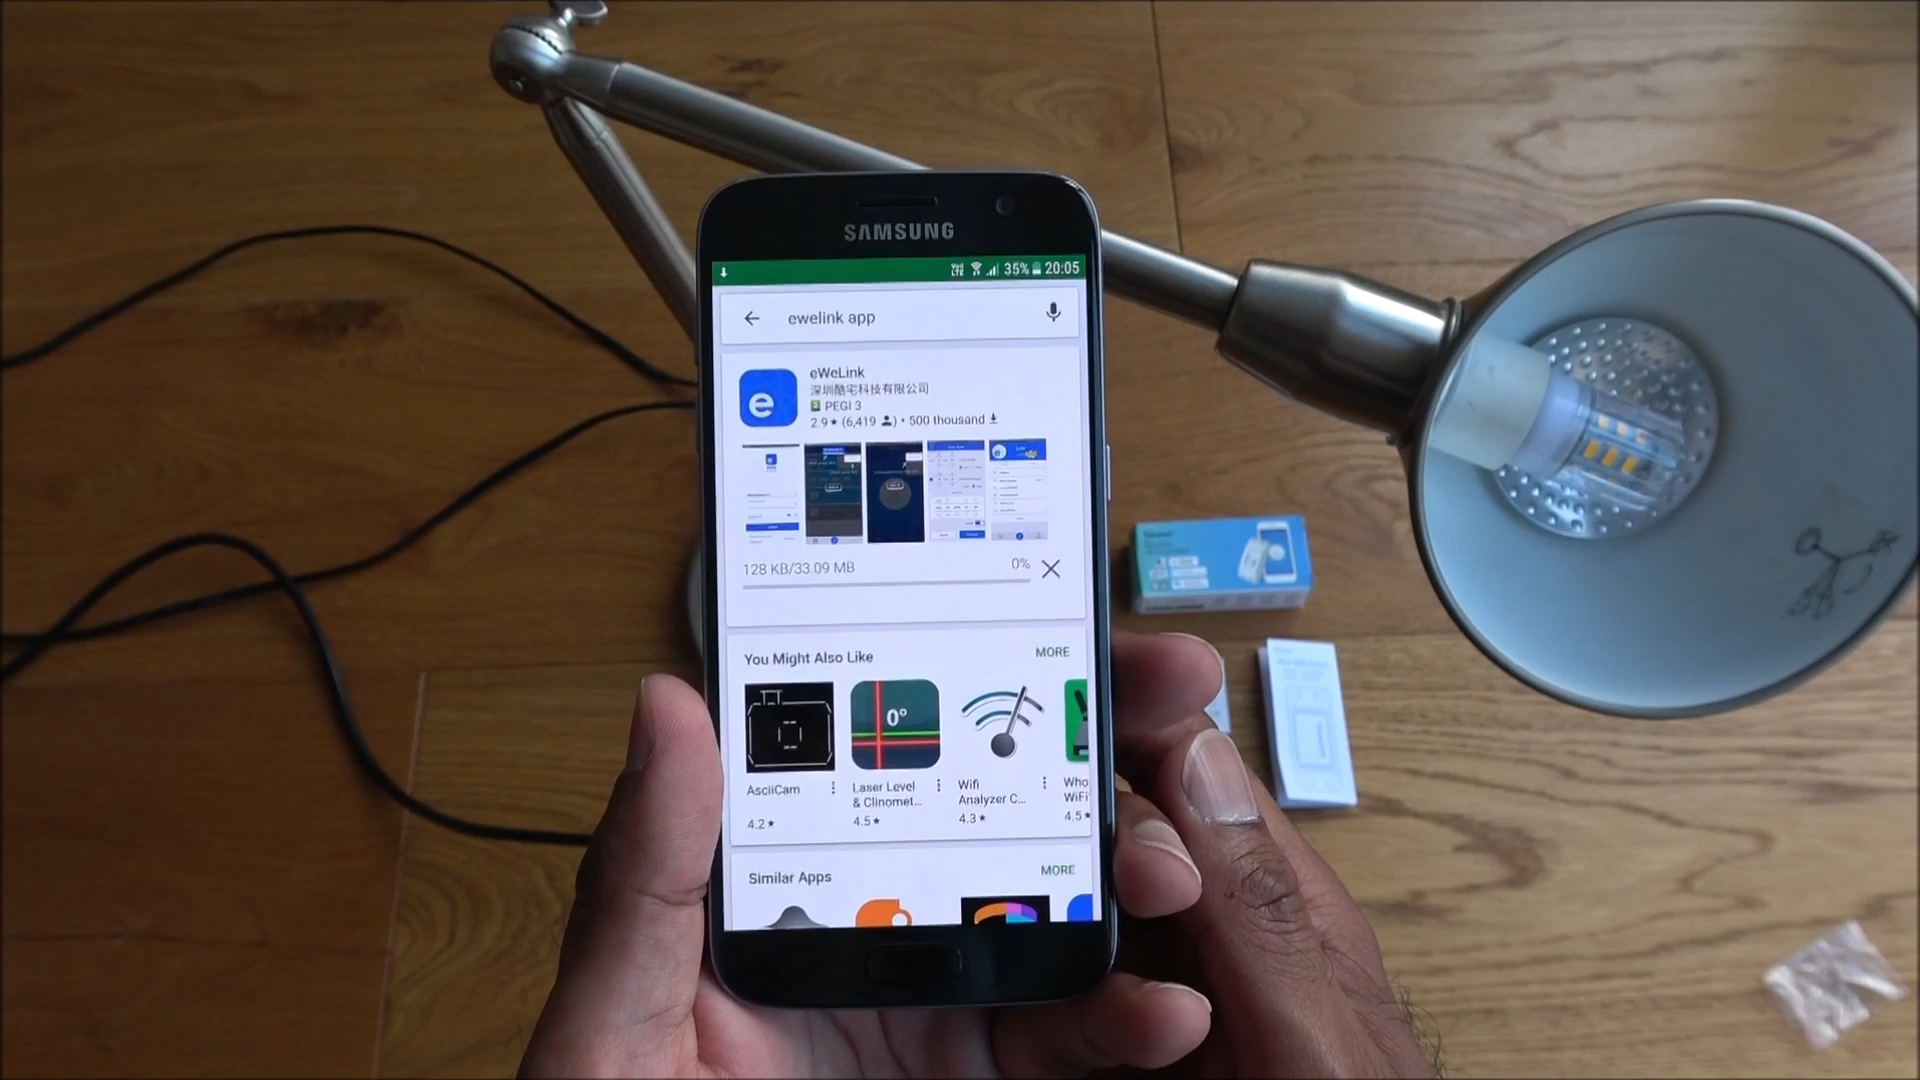 SAMSUNG
VoLTE 35% 20:05
ewelink app
eWeLink
深圳酷宅科技有限公司
PEGI 3
2.9★ (6,419) • 500 thousand
128 KB/33.09 MB 0%
You Might Also Like MORE
0°
AsciiCam
Laser Level
& Clinomet...
Wifi
Analyzer C...
Who
WiFi
4.2★ 4.5★ 4.3★ 4.5★
Similar Apps MORE